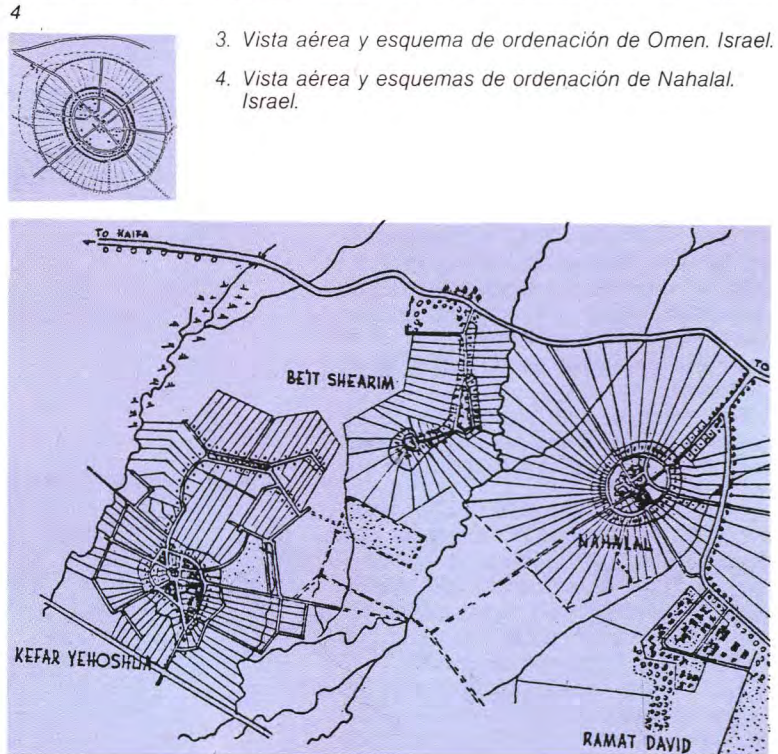 4
3. Vista aérea y esquema de ordenación de Omen. Israel.
4. Vista aérea y esquemas de ordenación de Nahalal.
Israel.
TO HAIFA
TO
BEIT SHEARIM
NAHALAL
KEFAR YEHOSHUA
RAMAT DAVID